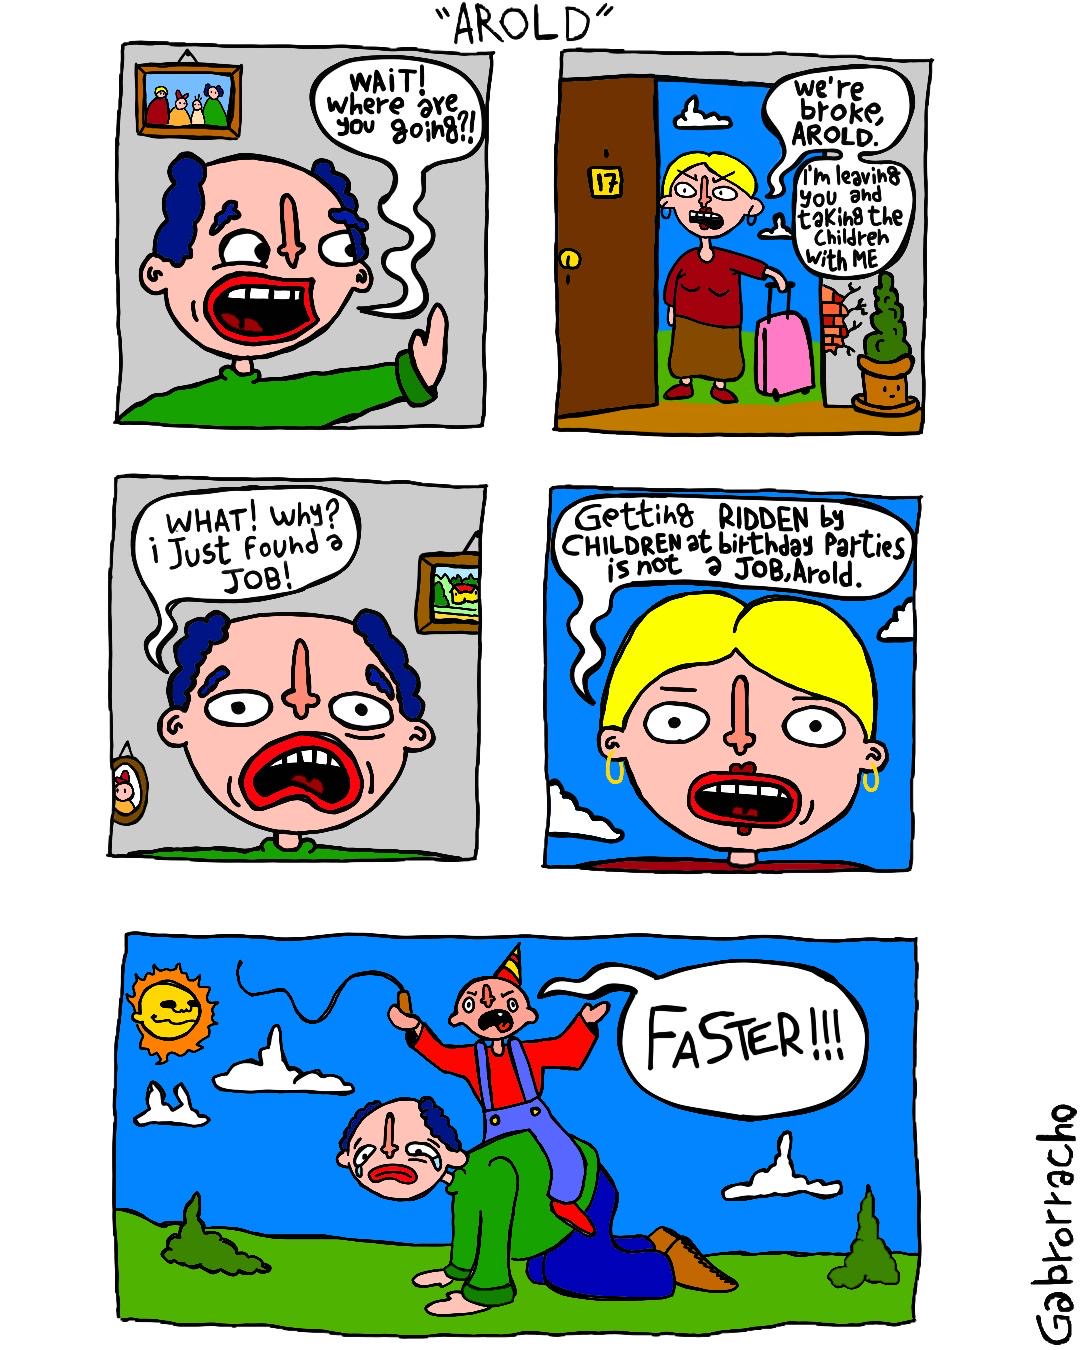 "AROLD"
WAIT!
where are
you going?!
we're
broke,
AROLD.
i'm leaving
you and
taking the
children
with ME
17
WHAT! Why?
i Just found a
JOB!
Getting RIDDEN by
CHILDREN at birthday Parties
is not a JOB, Arold.
FASTER!!!
Gabrorracho